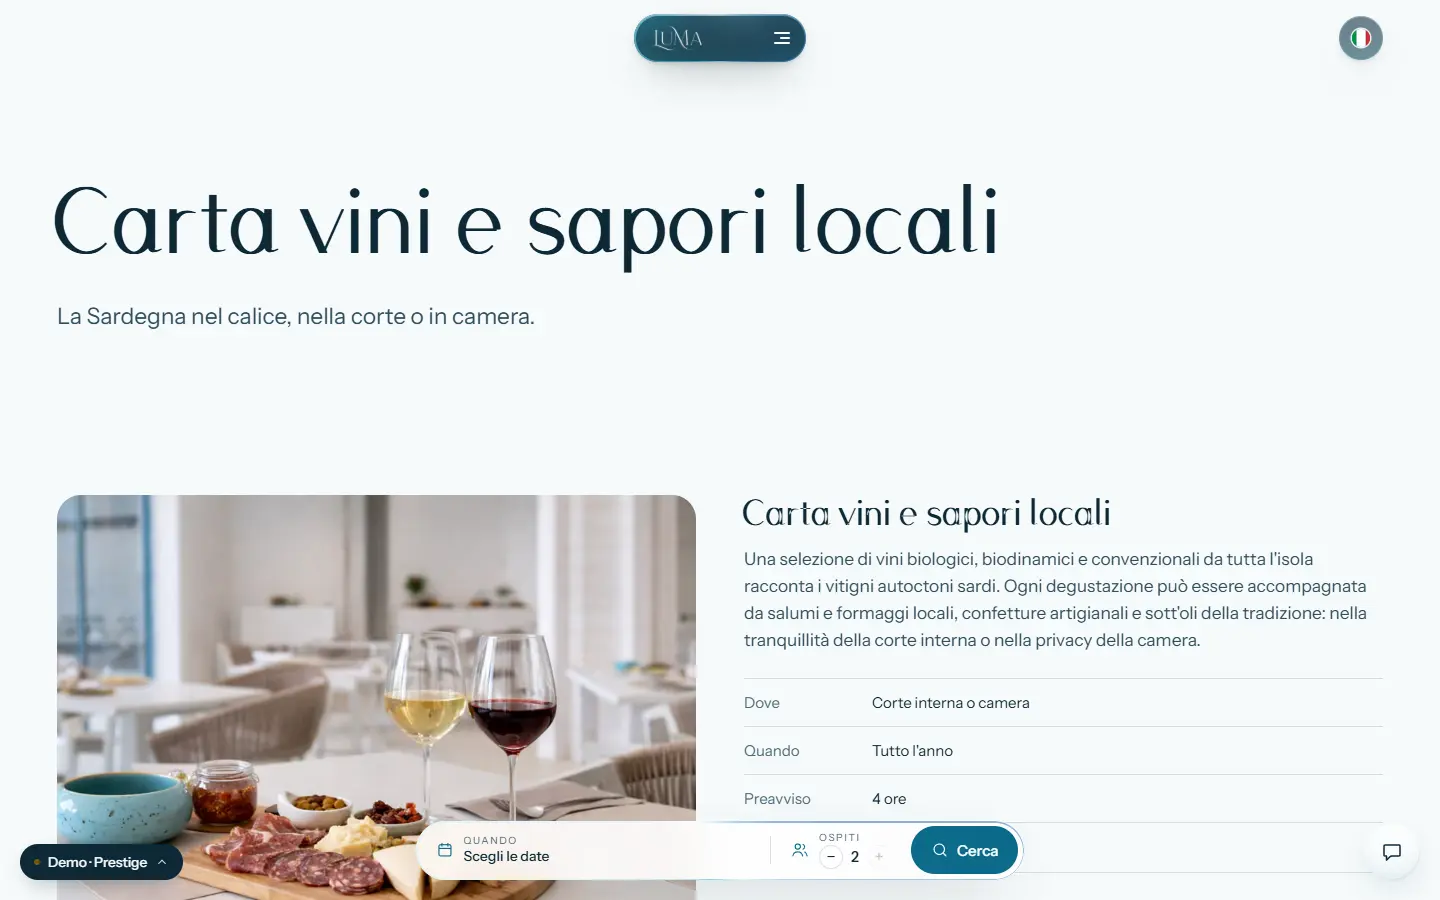 LUMA
Carta vini e sapori locali
La Sardegna nel calice, nella corte o in camera.
Carta vini e sapori locali
Una selezione di vini biologici, biodinamici e convenzionali da tutta l'isola
racconta i vitigni autoctoni sardi. Ogni degustazione può essere accompagnata
da salumi e formaggi locali, confetture artigianali e sott'oli della tradizione: nella
tranquillità della corte interna o nella privacy della camera.
Dove Corte interna o camera
Quando Tutto l'anno
Preavviso 4 ore
QUANDO
Scegli le date
OSPITI
− 2 +
Cerca
Demo · Prestige